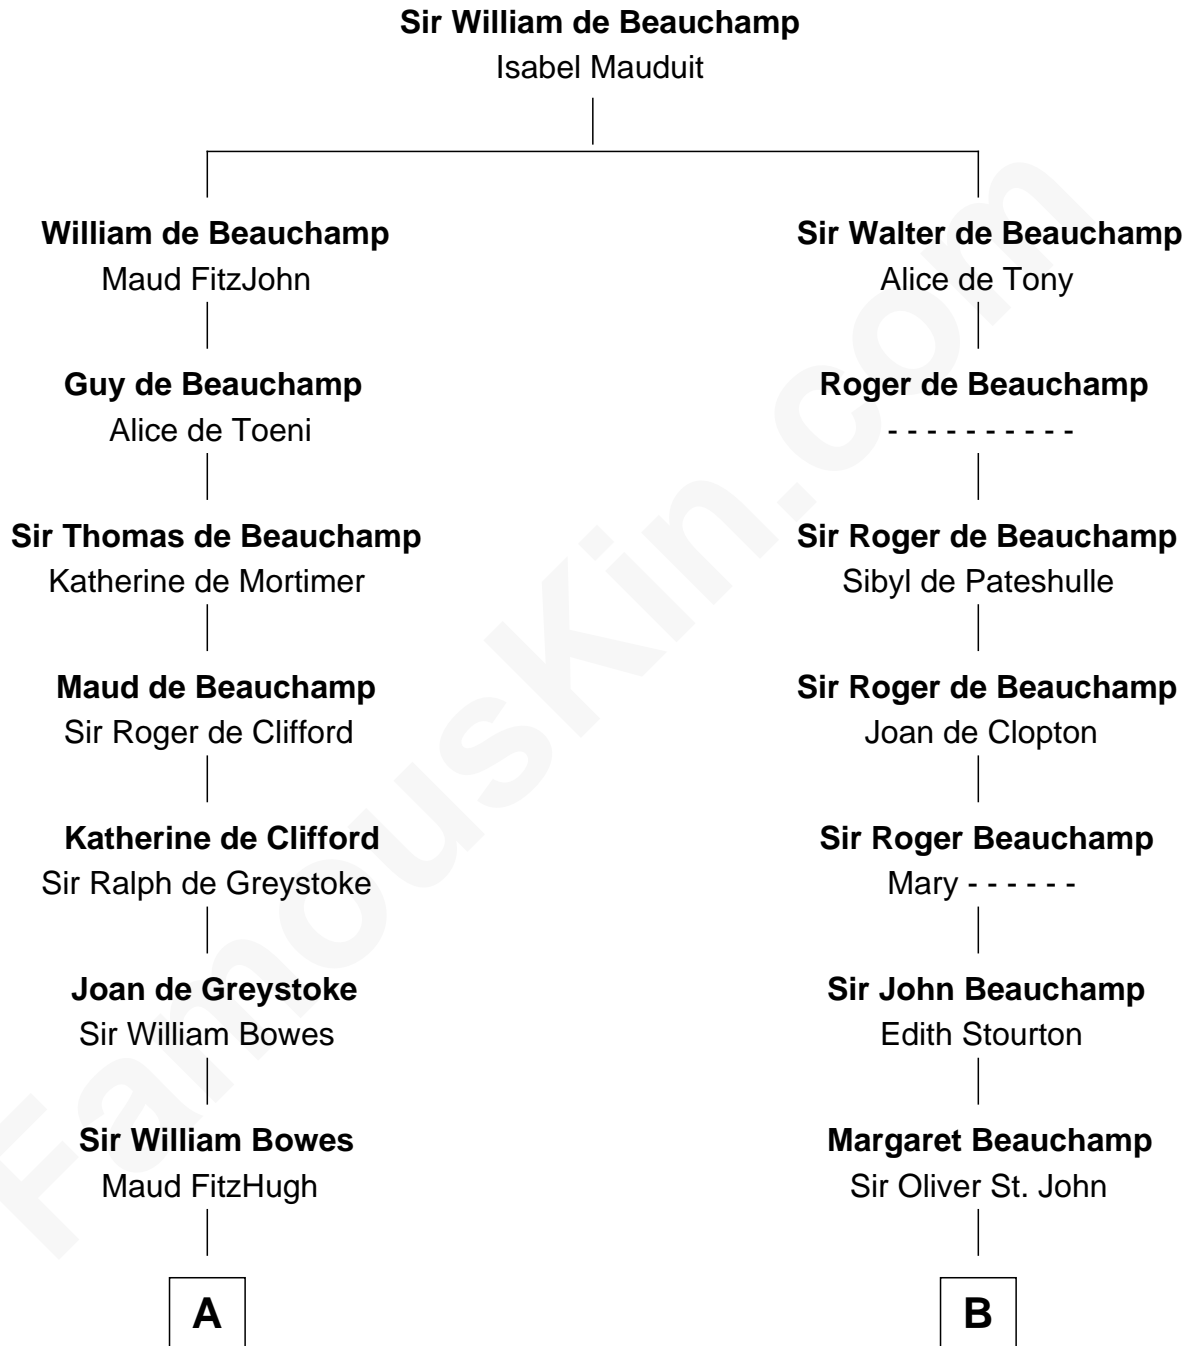 Sir William de Beauchamp
Isabel Mauduit
William de Beauchamp
Maud FitzJohn
Sir Walter de Beauchamp
Alice de Tony
Guy de Beauchamp
Alice de Toeni
Roger de Beauchamp
- - - - - - - - - -
Sir Thomas de Beauchamp
Katherine de Mortimer
Sir Roger de Beauchamp
Sibyl de Pateshulle
Maud de Beauchamp
Sir Roger de Clifford
Sir Roger de Beauchamp
Joan de Clopton
Katherine de Clifford
Sir Ralph de Greystoke
Sir Roger Beauchamp
Mary - - - - - -
Joan de Greystoke
Sir William Bowes
Sir John Beauchamp
Edith Stourton
Sir William Bowes
Maud FitzHugh
Margaret Beauchamp
Sir Oliver St. John
A
B
FamousKin.com